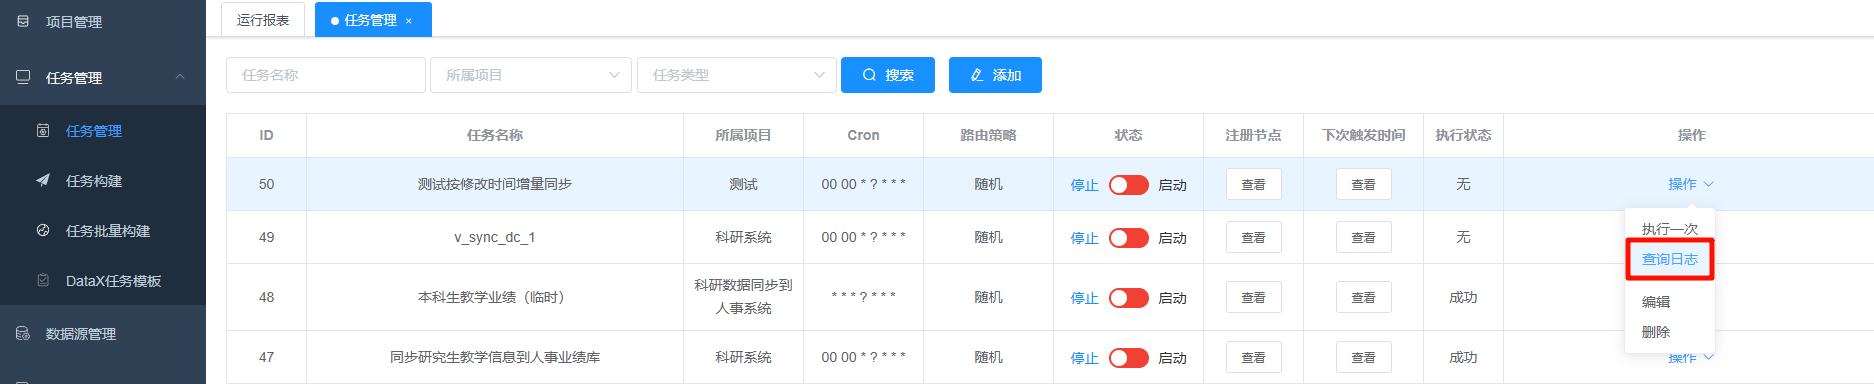 项目管理
任务管理
任务管理
任务构建
任务批量构建
DataX任务模板
数据源管理
运行报表
任务管理 ×
任务名称 所属项目 任务类型 搜索 添加
ID 任务名称 所属项目 Cron 路由策略 状态 注册节点 下次触发时间 执行状态 操作
50 测试按修改时间增量同步 测试 00 00 * ? * * * 随机 停止 启动 查看 查看 无 操作
49 v_sync_dc_1 科研系统 00 00 * ? * * * 随机 停止 启动 查看 查看 无
48 本科生教学业绩（临时） 科研数据同步到
人事系统 * * * ? * * * 随机 停止 启动 查看 查看 成功
47 同步研究生教学信息到人事业绩库 科研系统 00 00 * ? * * * 随机 停止 启动 查看 查看 成功 操作
执行一次
查询日志
编辑
删除